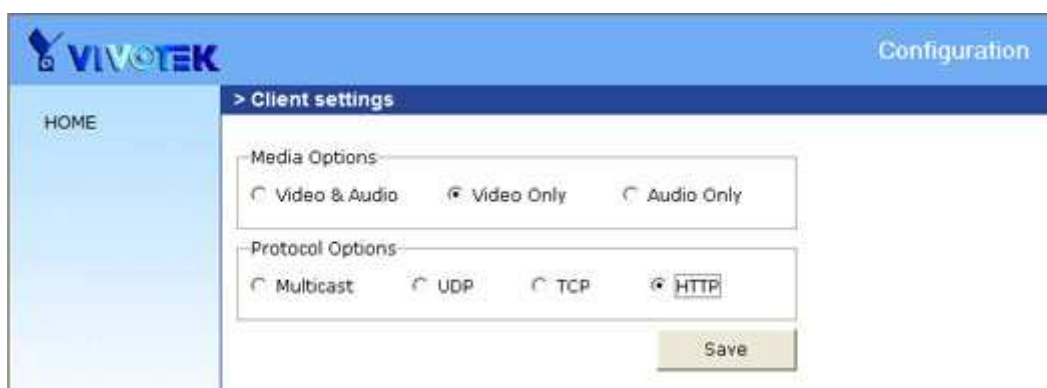 VIVOTEK
Configuration
> Client settings
HOME
Media Options
Video & Audio Video Only Audio Only
Protocol Options
Multicast UDP TCP HTTP
Save